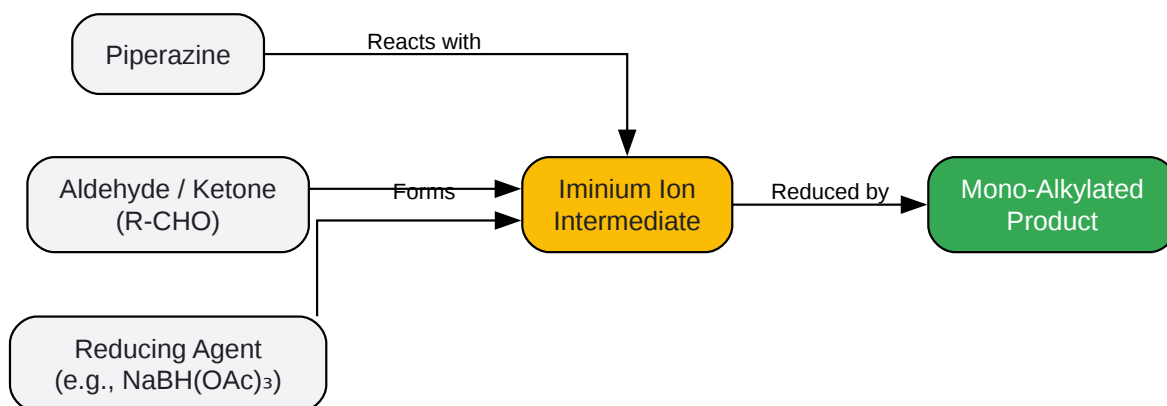 Piperazine
Reacts with
Aldehyde / Ketone
(R-CHO)
Forms
Iminium Ion
Intermediate
Reduced by
Mono-Alkylated
Product
Reducing Agent
(e.g., NaBH(OAc)₃)